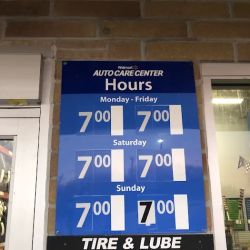 Walmart
AUTO CARE CENTER
Hours
Monday - Friday
7 00 7 00
Saturday
7 00 7 00
Sunday
7 00 7 00
TIRE & LUBE